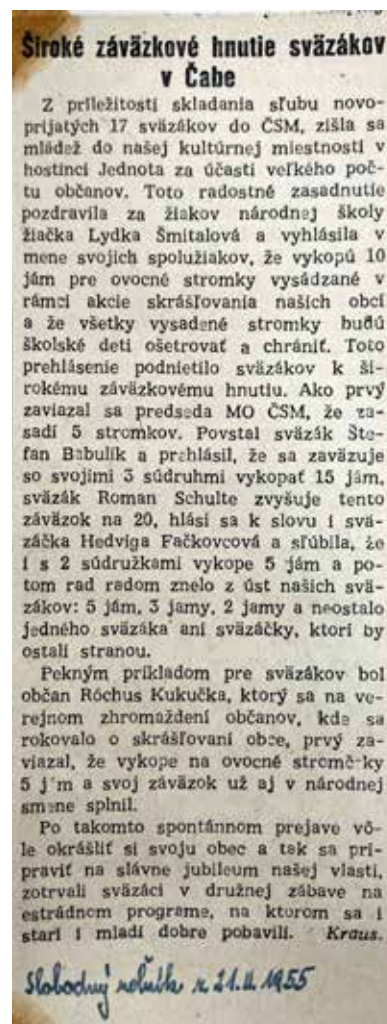 Široké záväzkové hnutie sväzákov
v Čabe
Z príležitosti skladania sľubu novo-
prijatých 17 sväzákov do ČSM, zišla sa
mládež do našej kultúrnej miestnosti v
hostinci Jednota za účasti veľkého poč-
tu občanov. Toto radostné zasadnutie
pozdravila za žiakov národnej školy
žiačka Lydka Šmitalová a vyhlásila v
mene svojich spolužiakov, že vykopú 10
jám pre ovocné stromky vysádzané v
rámci akcie skrášľovania našich obcí
a že všetky vysadené stromky budú
školské deti ošetrovať a chrániť. Toto
prehlásenie podnietilo sväzákov k ši-
rokému záväzkovému hnutiu. Ako prvý
zaviazal sa predseda MO ČSM, že za-
sadí 5 stromkov. Povstal sväzák Šte-
fan Babulík a prehlásil, že sa zaväzuje
so svojimi 3 súdruhmi vykopať 15 jám,
sväzák Roman Schulte zvyšuje tento
záväzok na 20, hlási sa k slovu i svä-
záčka Hedviga Fačkovcová a sľúbila, že
i s 2 súdružkami vykope 5 jám a po-
tom rad radom znelo z úst našich svä-
zákov: 5 jám, 3 jamy, 2 jamy a neostalo
jedného sväzáka ani sväzáčky, ktorí by
ostali stranou.
Pekným príkladom pre sväzákov bol
občan Róchus Kukučka, ktorý sa na ve-
rejnom zhromaždení občanov, kde sa
rokovalo o skrášľovaní obce, prvý za-
viazal, že vykope na ovocné stromčeky
5 jám a svoj záväzok už aj v národnej
smene splnil.
Po takomto spontánnom prejave vô-
le okrášliť si svoju obec a tak sa pri-
praviť na slávne jubileum našej vlasti,
zotrvali sväzáci v družnej zábave na
estrádnom programe, na ktorom sa i
starí i mladí dobre pobavili. Kraus.
Slobodný roľník z 21.II.1955